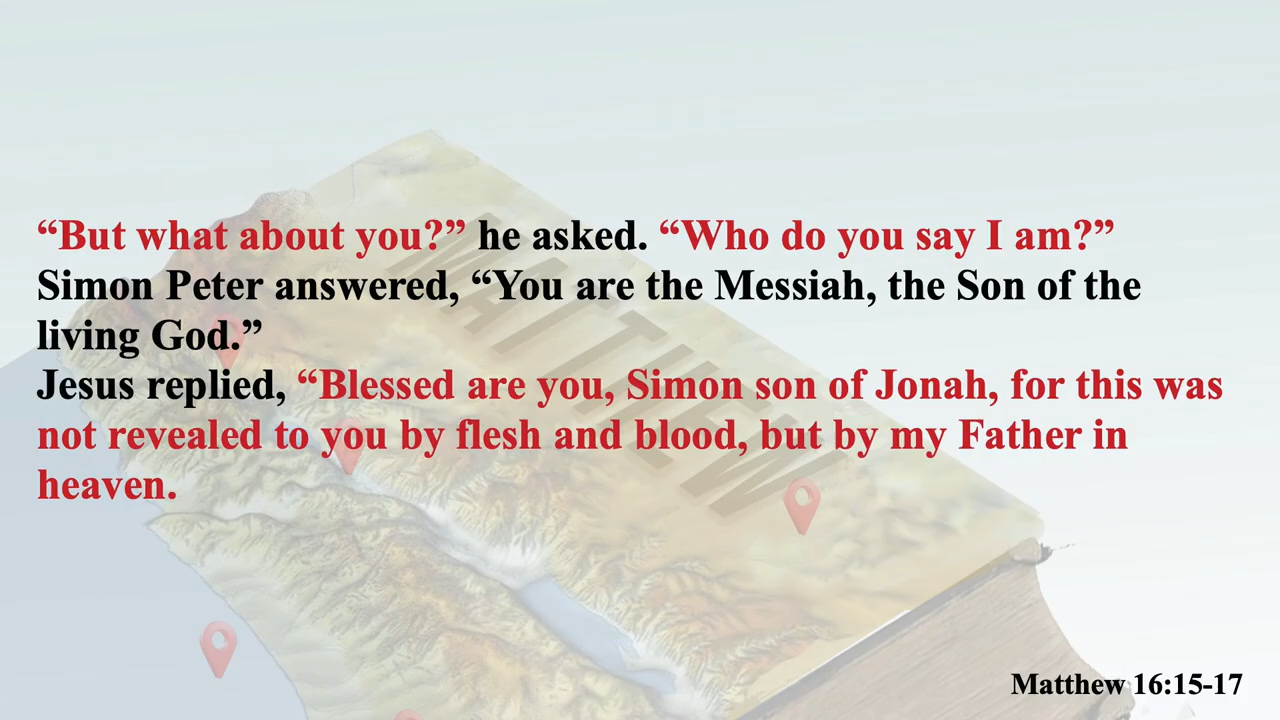 “But what about you?” he asked. “Who do you say I am?”
Simon Peter answered, “You are the Messiah, the Son of the
living God.”
Jesus replied, “Blessed are you, Simon son of Jonah, for this was
not revealed to you by flesh and blood, but by my Father in
heaven.
MATTHEW
Matthew 16:15-17